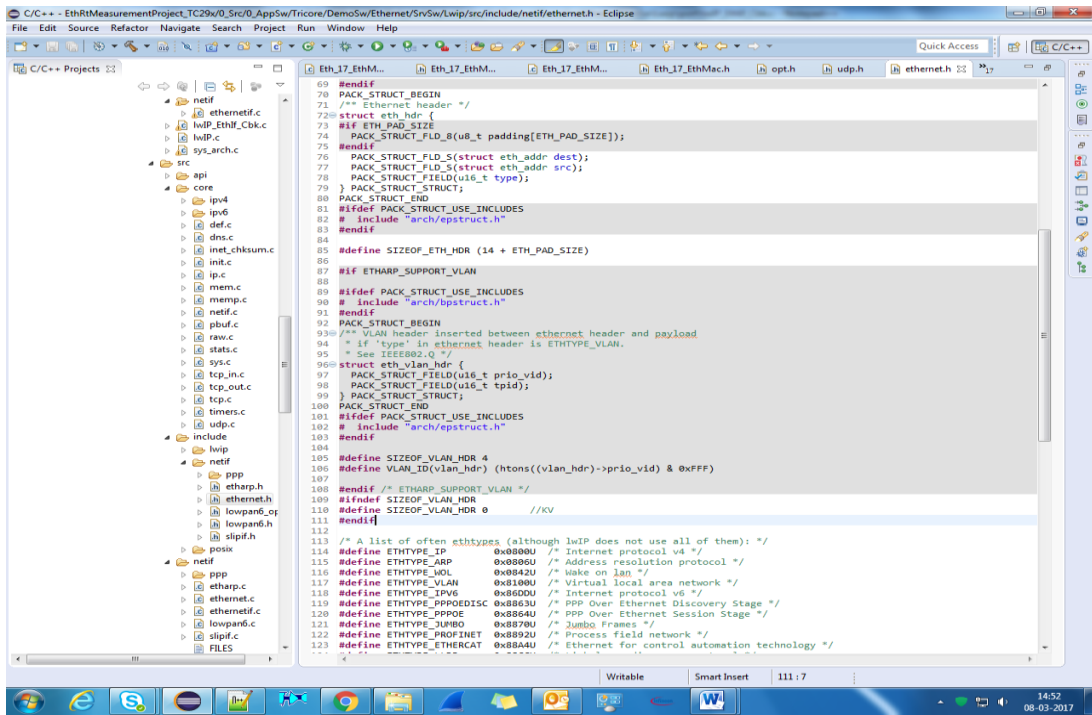 C/C++ - EthRtMeasurementProject_TC29x/0_Src/0_AppSw/Tricore/DemoSw/Ethernet/SrvSw/Lwip/src/include/netif/ethernet.h - Eclipse
File Edit Source Refactor Navigate Search Project Run Window Help
Quick Access
C/C++
C/C++ Projects
Eth_17_EthM...
Eth_17_EthM...
Eth_17_EthM...
Eth_17_EthMac.h
opt.h
udp.h
ethernet.h
»17
netif
ethernetif.c
lwIP_EthIf_Cbk.c
lwIP.c
sys_arch.c
src
api
core
ipv4
ipv6
def.c
dns.c
inet_chksum.c
init.c
ip.c
mem.c
memp.c
netif.c
pbuf.c
raw.c
stats.c
sys.c
tcp_in.c
tcp_out.c
tcp.c
timers.c
udp.c
include
lwip
netif
ppp
etharp.h
ethernet.h
lowpan6_op
lowpan6.h
slipif.h
posix
netif
ppp
etharp.c
ethernet.c
ethernetif.c
lowpan6.c
slipif.c
FILES
69 #endif
70 PACK_STRUCT_BEGIN
71 /** Ethernet header */
72 struct eth_hdr {
73 #if ETH_PAD_SIZE
74 PACK_STRUCT_FLD_8(u8_t padding[ETH_PAD_SIZE]);
75 #endif
76 PACK_STRUCT_FLD_S(struct eth_addr dest);
77 PACK_STRUCT_FLD_S(struct eth_addr src);
78 PACK_STRUCT_FIELD(u16_t type);
79 } PACK_STRUCT_STRUCT;
80 PACK_STRUCT_END
81 #ifdef PACK_STRUCT_USE_INCLUDES
82 # include "arch/epstruct.h"
83 #endif
84
85 #define SIZEOF_ETH_HDR (14 + ETH_PAD_SIZE)
86
87 #if ETHARP_SUPPORT_VLAN
88
89 #ifdef PACK_STRUCT_USE_INCLUDES
90 # include "arch/bpstruct.h"
91 #endif
92 PACK_STRUCT_BEGIN
93 /** VLAN header inserted between ethernet header and payload
94 * if 'type' in ethernet header is ETHTYPE_VLAN.
95 * See IEEE802.Q */
96 struct eth_vlan_hdr {
97 PACK_STRUCT_FIELD(u16_t prio_vid);
98 PACK_STRUCT_FIELD(u16_t tpid);
99 } PACK_STRUCT_STRUCT;
100 PACK_STRUCT_END
101 #ifdef PACK_STRUCT_USE_INCLUDES
102 # include "arch/epstruct.h"
103 #endif
104
105 #define SIZEOF_VLAN_HDR 4
106 #define VLAN_ID(vlan_hdr) (htons((vlan_hdr)->prio_vid) & 0xFFF)
107
108 #endif /* ETHARP_SUPPORT_VLAN */
109 #ifndef SIZEOF_VLAN_HDR
110 #define SIZEOF_VLAN_HDR 0 //KV
111 #endif
112
113 /* A list of often ethtypes (although lwIP does not use all of them): */
114 #define ETHTYPE_IP 0x0800U /* Internet protocol v4 */
115 #define ETHTYPE_ARP 0x0806U /* Address resolution protocol */
116 #define ETHTYPE_WOL 0x0842U /* Wake on lan */
117 #define ETHTYPE_VLAN 0x8100U /* Virtual local area network */
118 #define ETHTYPE_IPV6 0x86DDU /* Internet protocol v6 */
119 #define ETHTYPE_PPPOEDISC 0x8863U /* PPP Over Ethernet Discovery Stage */
120 #define ETHTYPE_PPPOE 0x8864U /* PPP Over Ethernet Session Stage */
121 #define ETHTYPE_JUMBO 0x8870U /* Jumbo Frames */
122 #define ETHTYPE_PROFINET 0x8892U /* Process field network */
123 #define ETHTYPE_ETHERCAT 0x88A4U /* Ethernet for control automation technology */
Writable
Smart Insert
111 : 7
14:52
08-03-2017